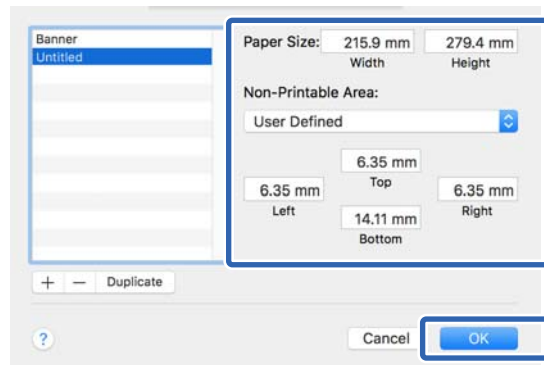 Banner
Untitled
Paper Size: 215.9 mm 279.4 mm
Width Height
Non-Printable Area:
User Defined
6.35 mm
Top
6.35 mm 6.35 mm
Left Right
14.11 mm
Bottom
+ − Duplicate
? Cancel OK